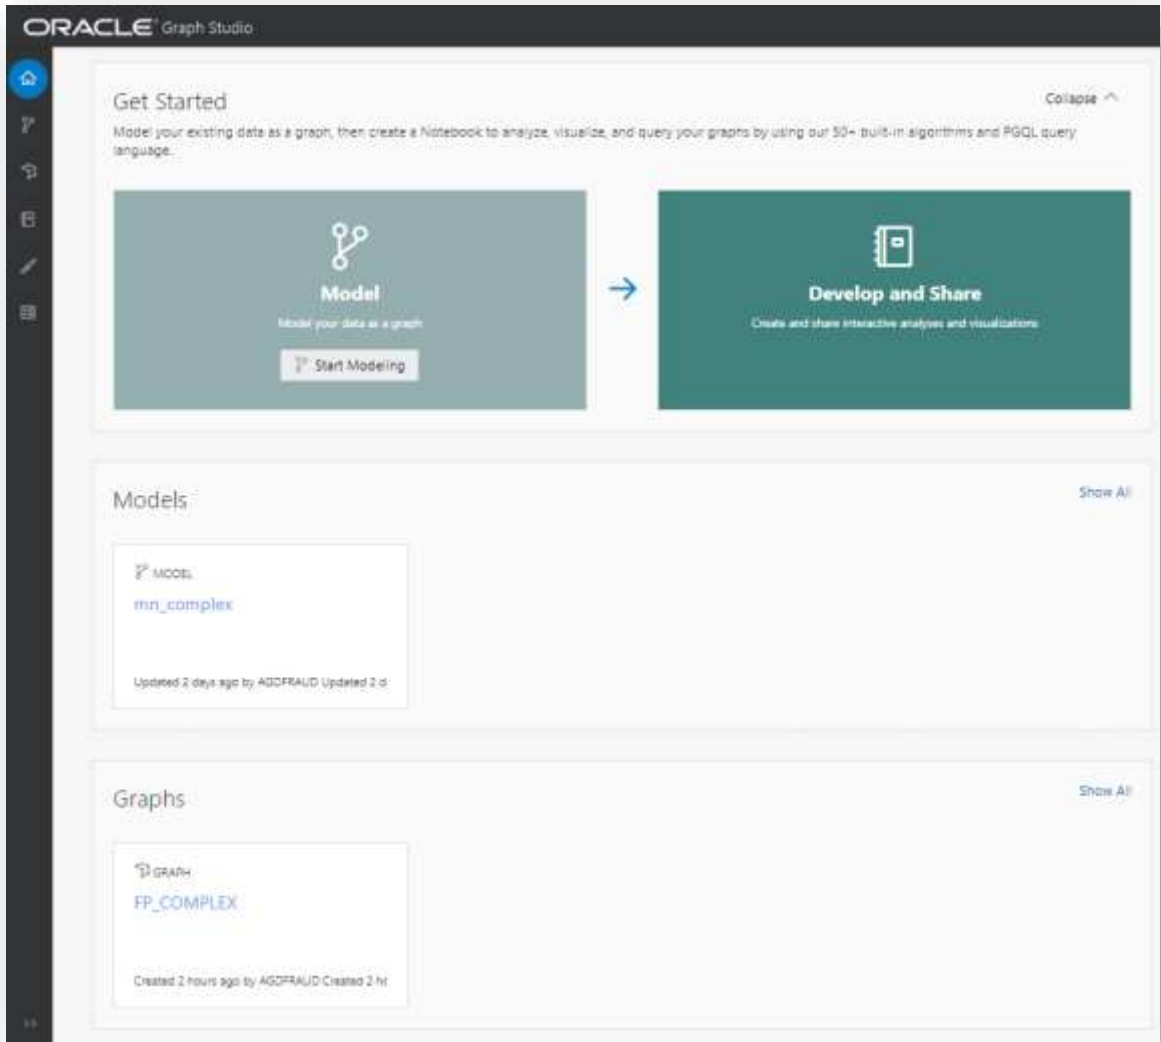 ORACLE Graph Studio
Get Started
Collapse
Model your existing data as a graph, then create a Notebook to analyze, visualize, and query your graphs by using our 50+ built-in algorithms and PGQL query
language.
Model
Model your data as a graph
Start Modeling
Develop and Share
Create and share interactive analyses and visualizations
Models
Show All
MODEL
mn_complex
Updated 2 days ago by AGDFRAUD Updated 2 d
Graphs
Show All
GRAPH
FP_COMPLEX
Created 2 hours ago by AGDFRAUD Created 2 hr